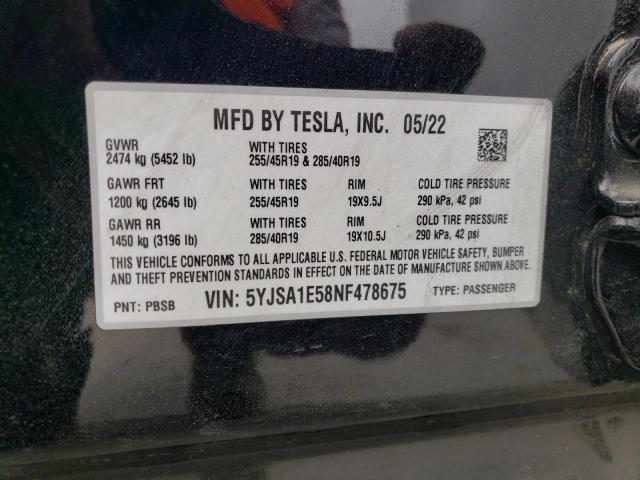 MFD BY TESLA, INC. 05/22
GVWR WITH TIRES
2474 kg (5452 lb) 255/45R19 & 285/40R19
GAWR FRT WITH TIRES RIM COLD TIRE PRESSURE
1200 kg (2645 lb) 255/45R19 19X9.5J 290 kPa, 42 psi
GAWR RR WITH TIRES RIM COLD TIRE PRESSURE
1450 kg (3196 lb) 285/40R19 19X10.5J 290 kPa, 42 psi
THIS VEHICLE CONFORMS TO ALL APPLICABLE U.S. FEDERAL MOTOR VEHICLE SAFETY, BUMPER
AND THEFT PREVENTION STANDARDS IN EFFECT ON THE DATE OF MANUFACTURE SHOWN ABOVE.
PNT: PBSB VIN: 5YJSA1E58NF478675 TYPE: PASSENGER